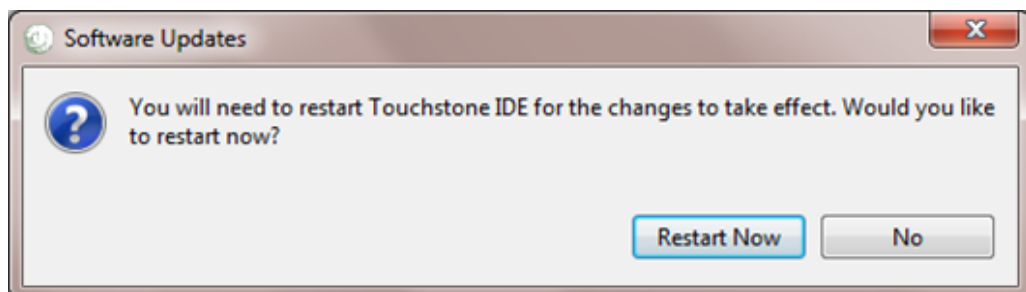 Software Updates
You will need to restart Touchstone IDE for the changes to take effect. Would you like
to restart now?
Restart Now
No